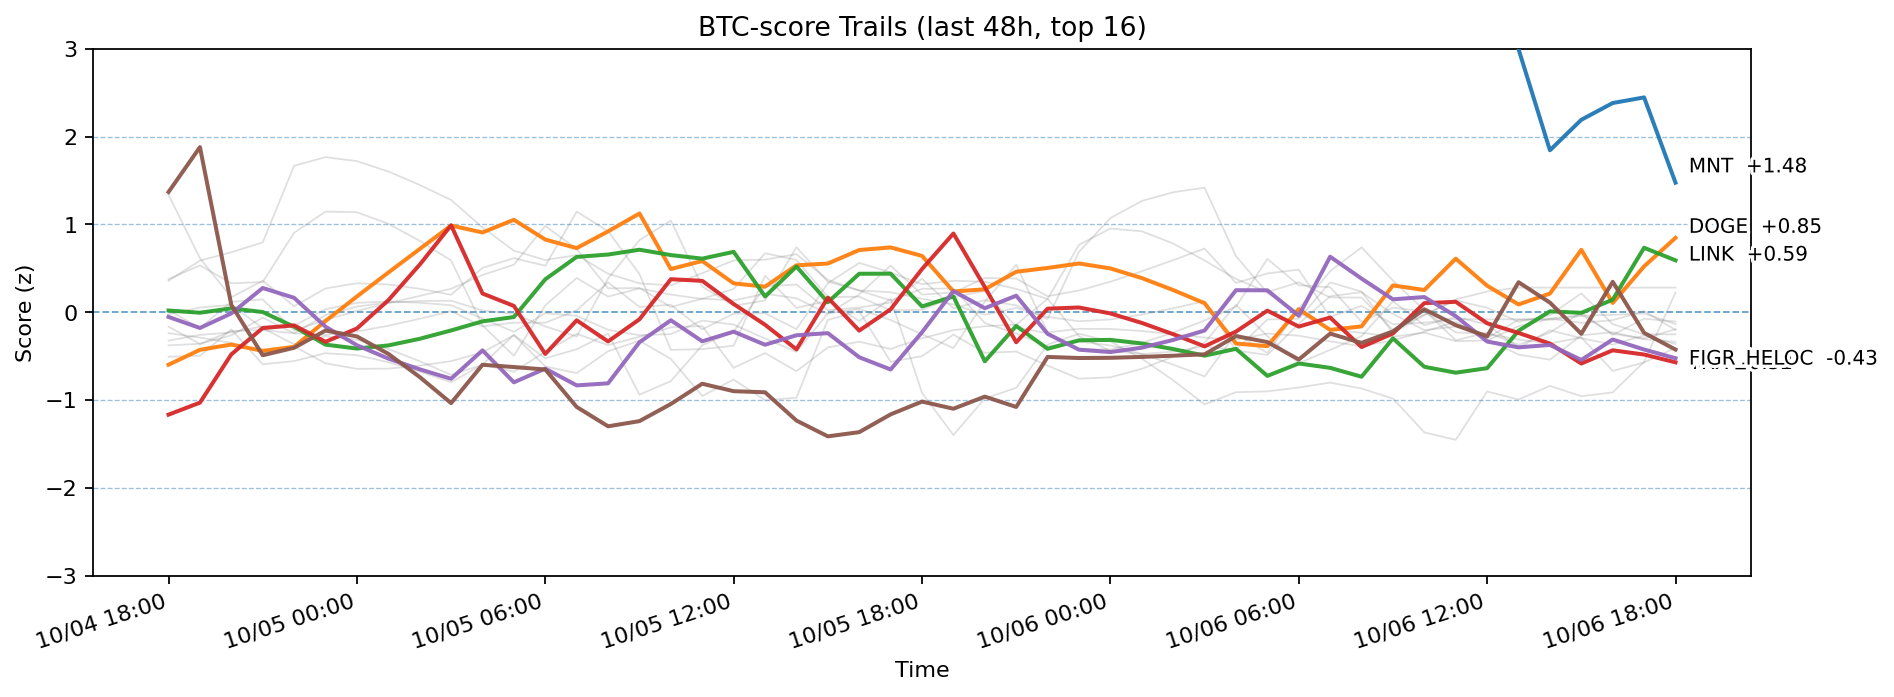 BTC-score Trails (last 48h, top 16)
3
2
1
0
−1
−2
−3
Score (z)
MNT +1.48
DOGE +0.85
LINK +0.59
FIGR_HELOC -0.43
10/04 18:00
10/05 00:00
10/05 06:00
10/05 12:00
10/05 18:00
10/06 00:00
10/06 06:00
10/06 12:00
10/06 18:00
Time